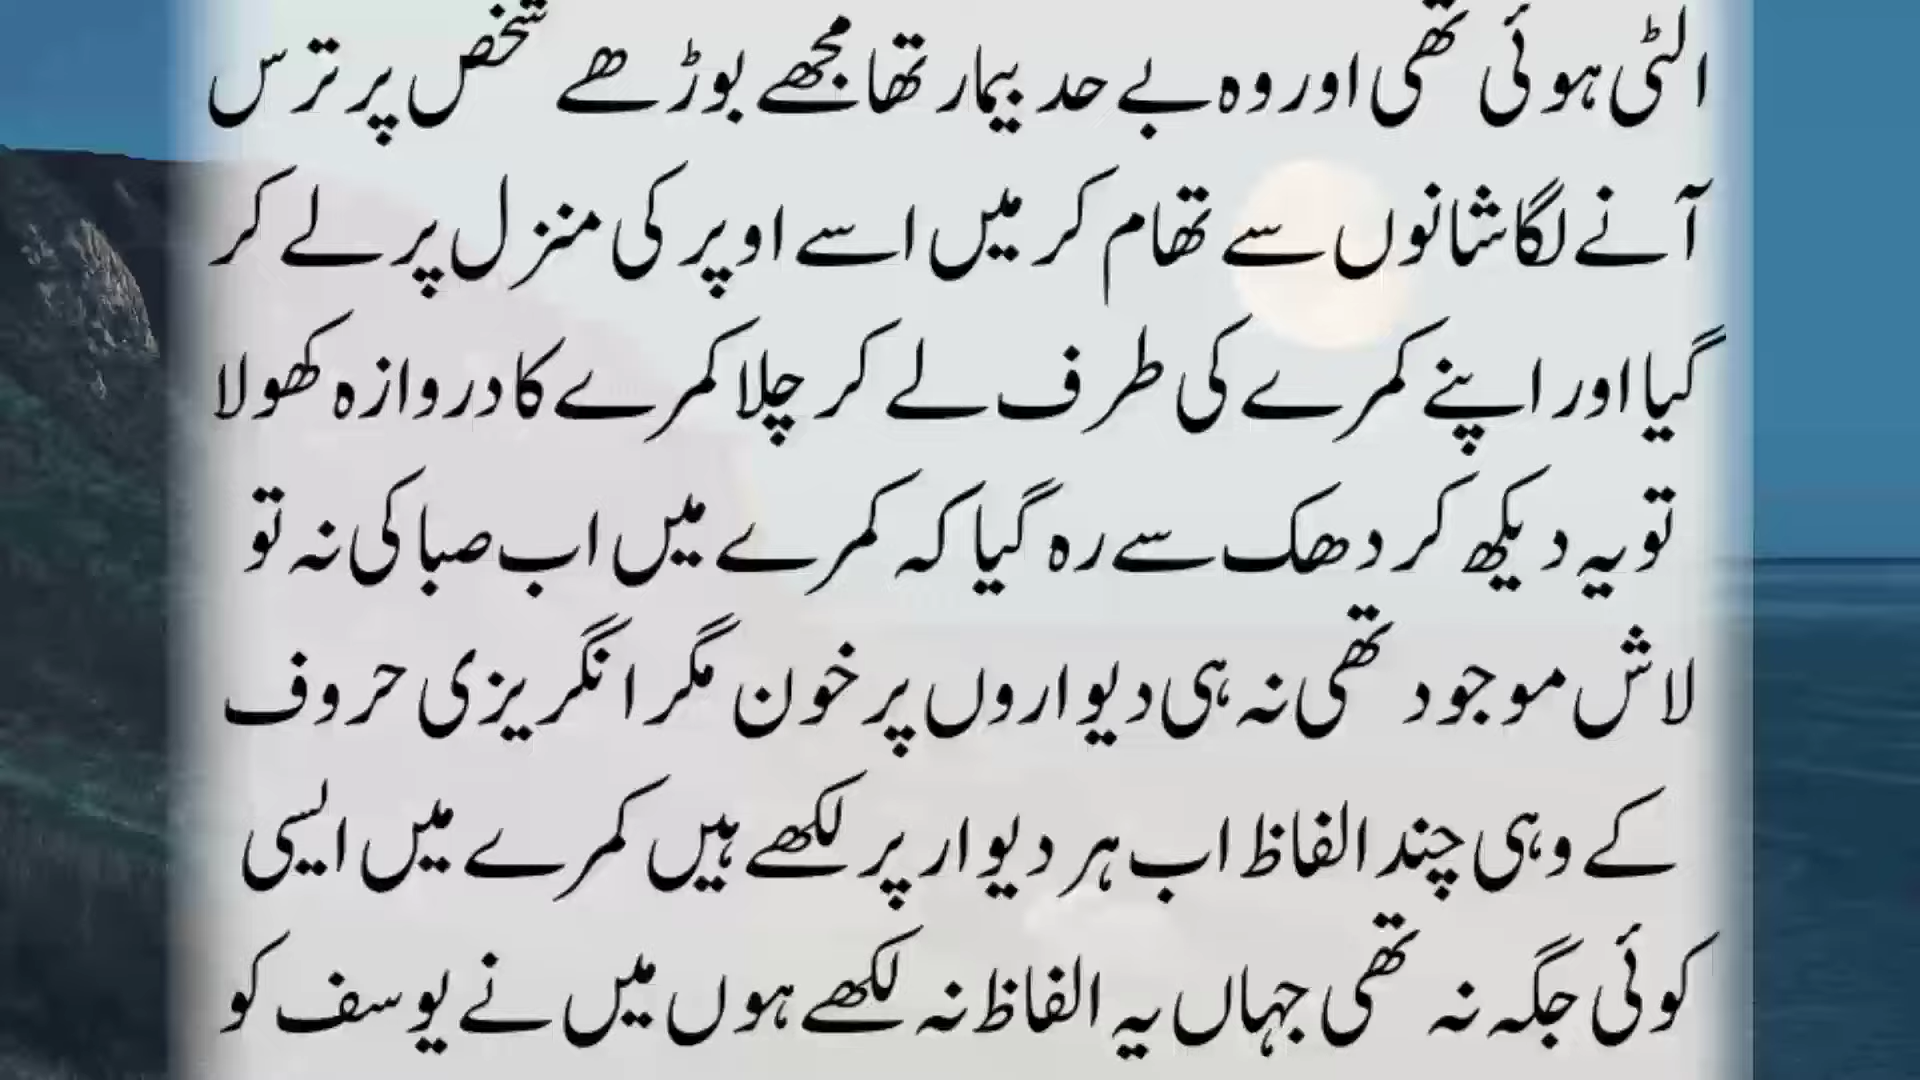 الٹی ہوئی تھی اور وہ بے حد بیمار تھا مجھے بوڑھے شخص پر ترس
آنے لگا شانوں سے تھام کر میں اسے اوپر کی منزل پر لے کر
گیا اور اپنے کمرے کی طرف لے کر چلا کمرے کا دروازہ کھولا
تو یہ دیکھ کر دھک سے رہ گیا کہ کمرے میں اب صبا کی نہ تو
لاش موجود تھی نہ ہی دیواروں پر خون مگر انگریزی حروف
کے وہی چند الفاظ اب ہر دیوار پر لکھے ہیں کمرے میں ایسی
کوئی جگہ نہ تھی جہاں یہ الفاظ نہ لکھے ہوں میں نے یوسف کو